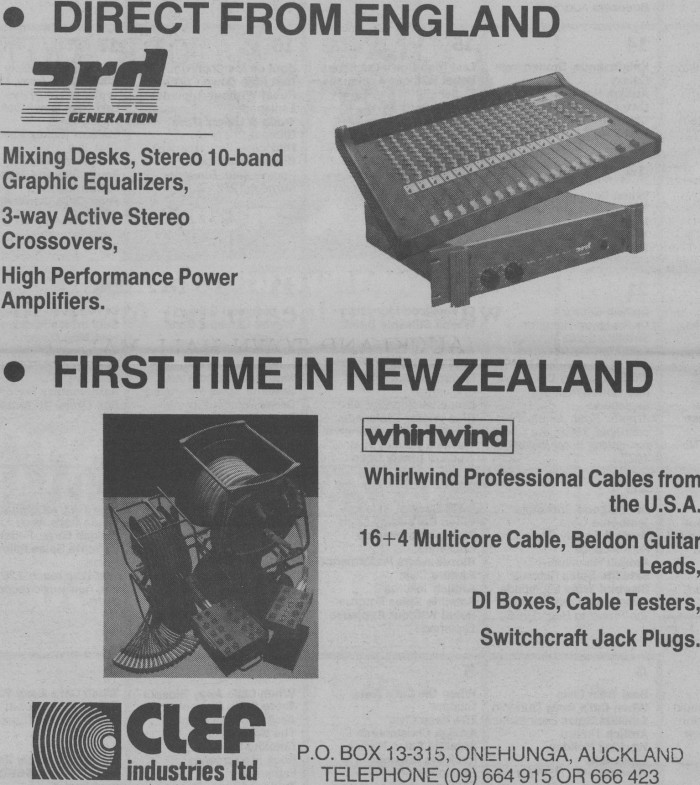 ● DIRECT FROM ENGLAND
3rd
GENERATION
Mixing Desks, Stereo 10-band
Graphic Equalizers,
3-way Active Stereo
Crossovers,
High Performance Power
Amplifiers.
● FIRST TIME IN NEW ZEALAND
whirlwind
Whirlwind Professional Cables from
the U.S.A.
16+4 Multicore Cable, Beldon Guitar
Leads,
DI Boxes, Cable Testers,
Switchcraft Jack Plugs.
CLEF
industries ltd
P.O. BOX 13-315, ONEHUNGA, AUCKLAND
TELEPHONE (09) 664 915 OR 666 423